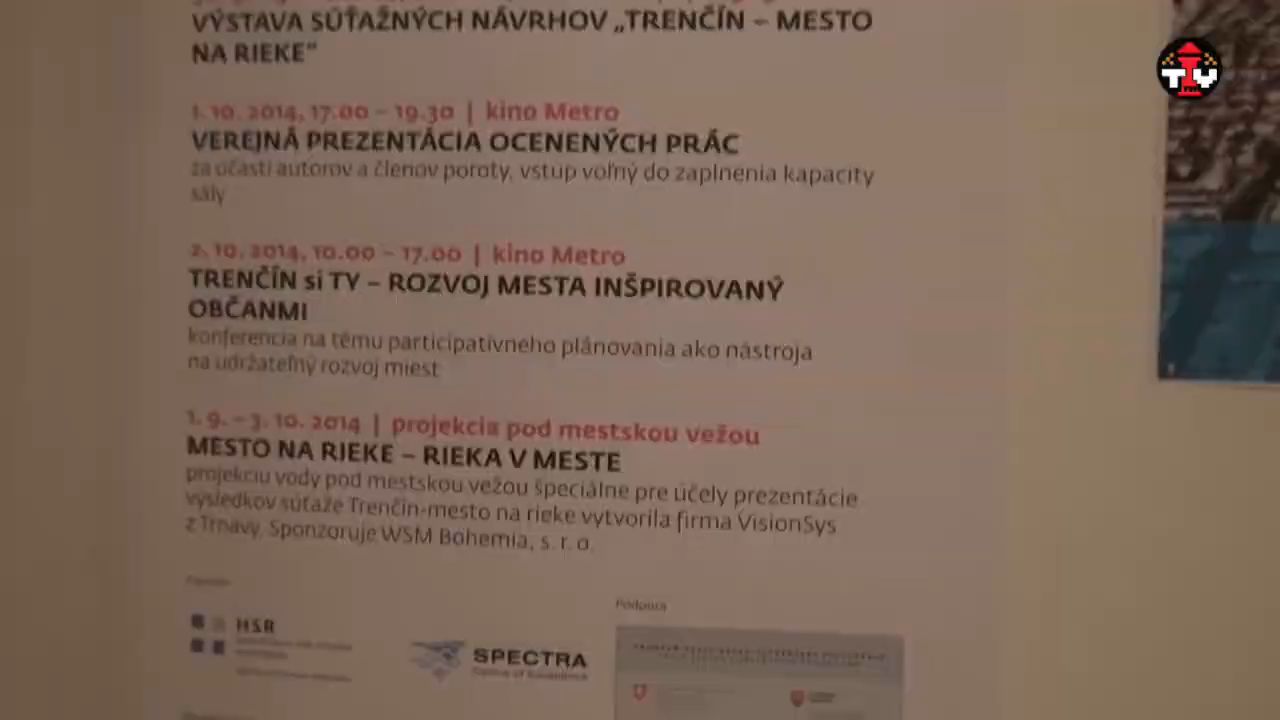 VÝSTAVA SÚŤAŽNÝCH NÁVRHOV „TRENČÍN – MESTO
NA RIEKE“
1. 10. 2014, 17.00 – 19.30 | kino Metro
VEREJNÁ PREZENTÁCIA OCENENÝCH PRÁC
za účasti autorov a členov poroty, vstup voľný do zaplnenia kapacity
sály
2. 10. 2014, 10.00 – 17.00 | kino Metro
TRENČÍN si TY – ROZVOJ MESTA INŠPIROVANÝ
OBČANMI
konferencia na tému participatívneho plánovania ako nástroja
na udržateľný rozvoj miest
1. 9. – 3. 10. 2014 | projekcia pod mestskou vežou
MESTO NA RIEKE – RIEKA V MESTE
projekciu vody pod mestskou vežou špeciálne pre účely prezentácie
výsledkov súťaže Trenčín-mesto na rieke vytvorila firma VisionSys
z Trnavy. Sponzoruje WSM Bohemia, s. r. o.
Podpora
HSR
SPECTRA
TV